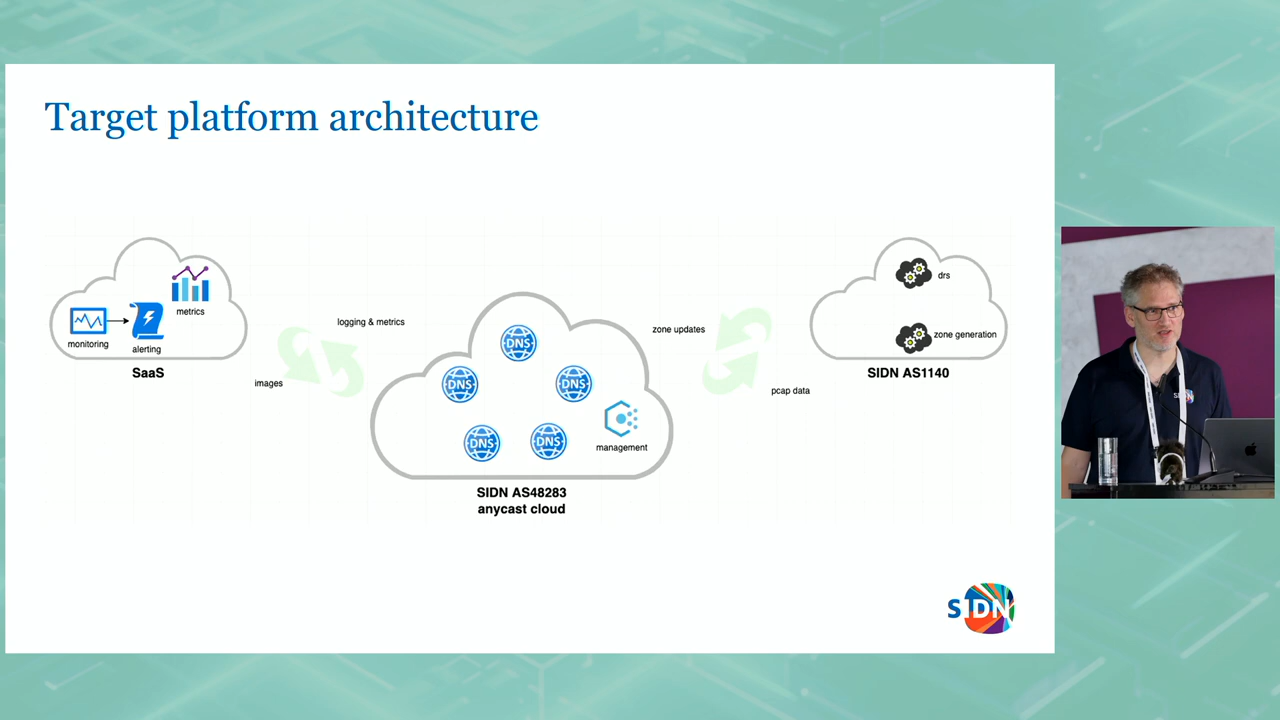 Target platform architecture
metrics
monitoring
alerting
SaaS
logging & metrics
images
DNS
DNS
DNS
DNS
DNS
management
SIDN AS48283
anycast cloud
zone updates
pcap data
drs
zone generation
SIDN AS1140
SIDN